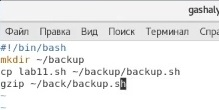 gashaly
Файл Правка Вид Поиск Терминал Спра
#!/bin/bash
mkdir ~/backup
cp lab11.sh ~/backup/backup.sh
gzip ~/back/backup.sh
~
~